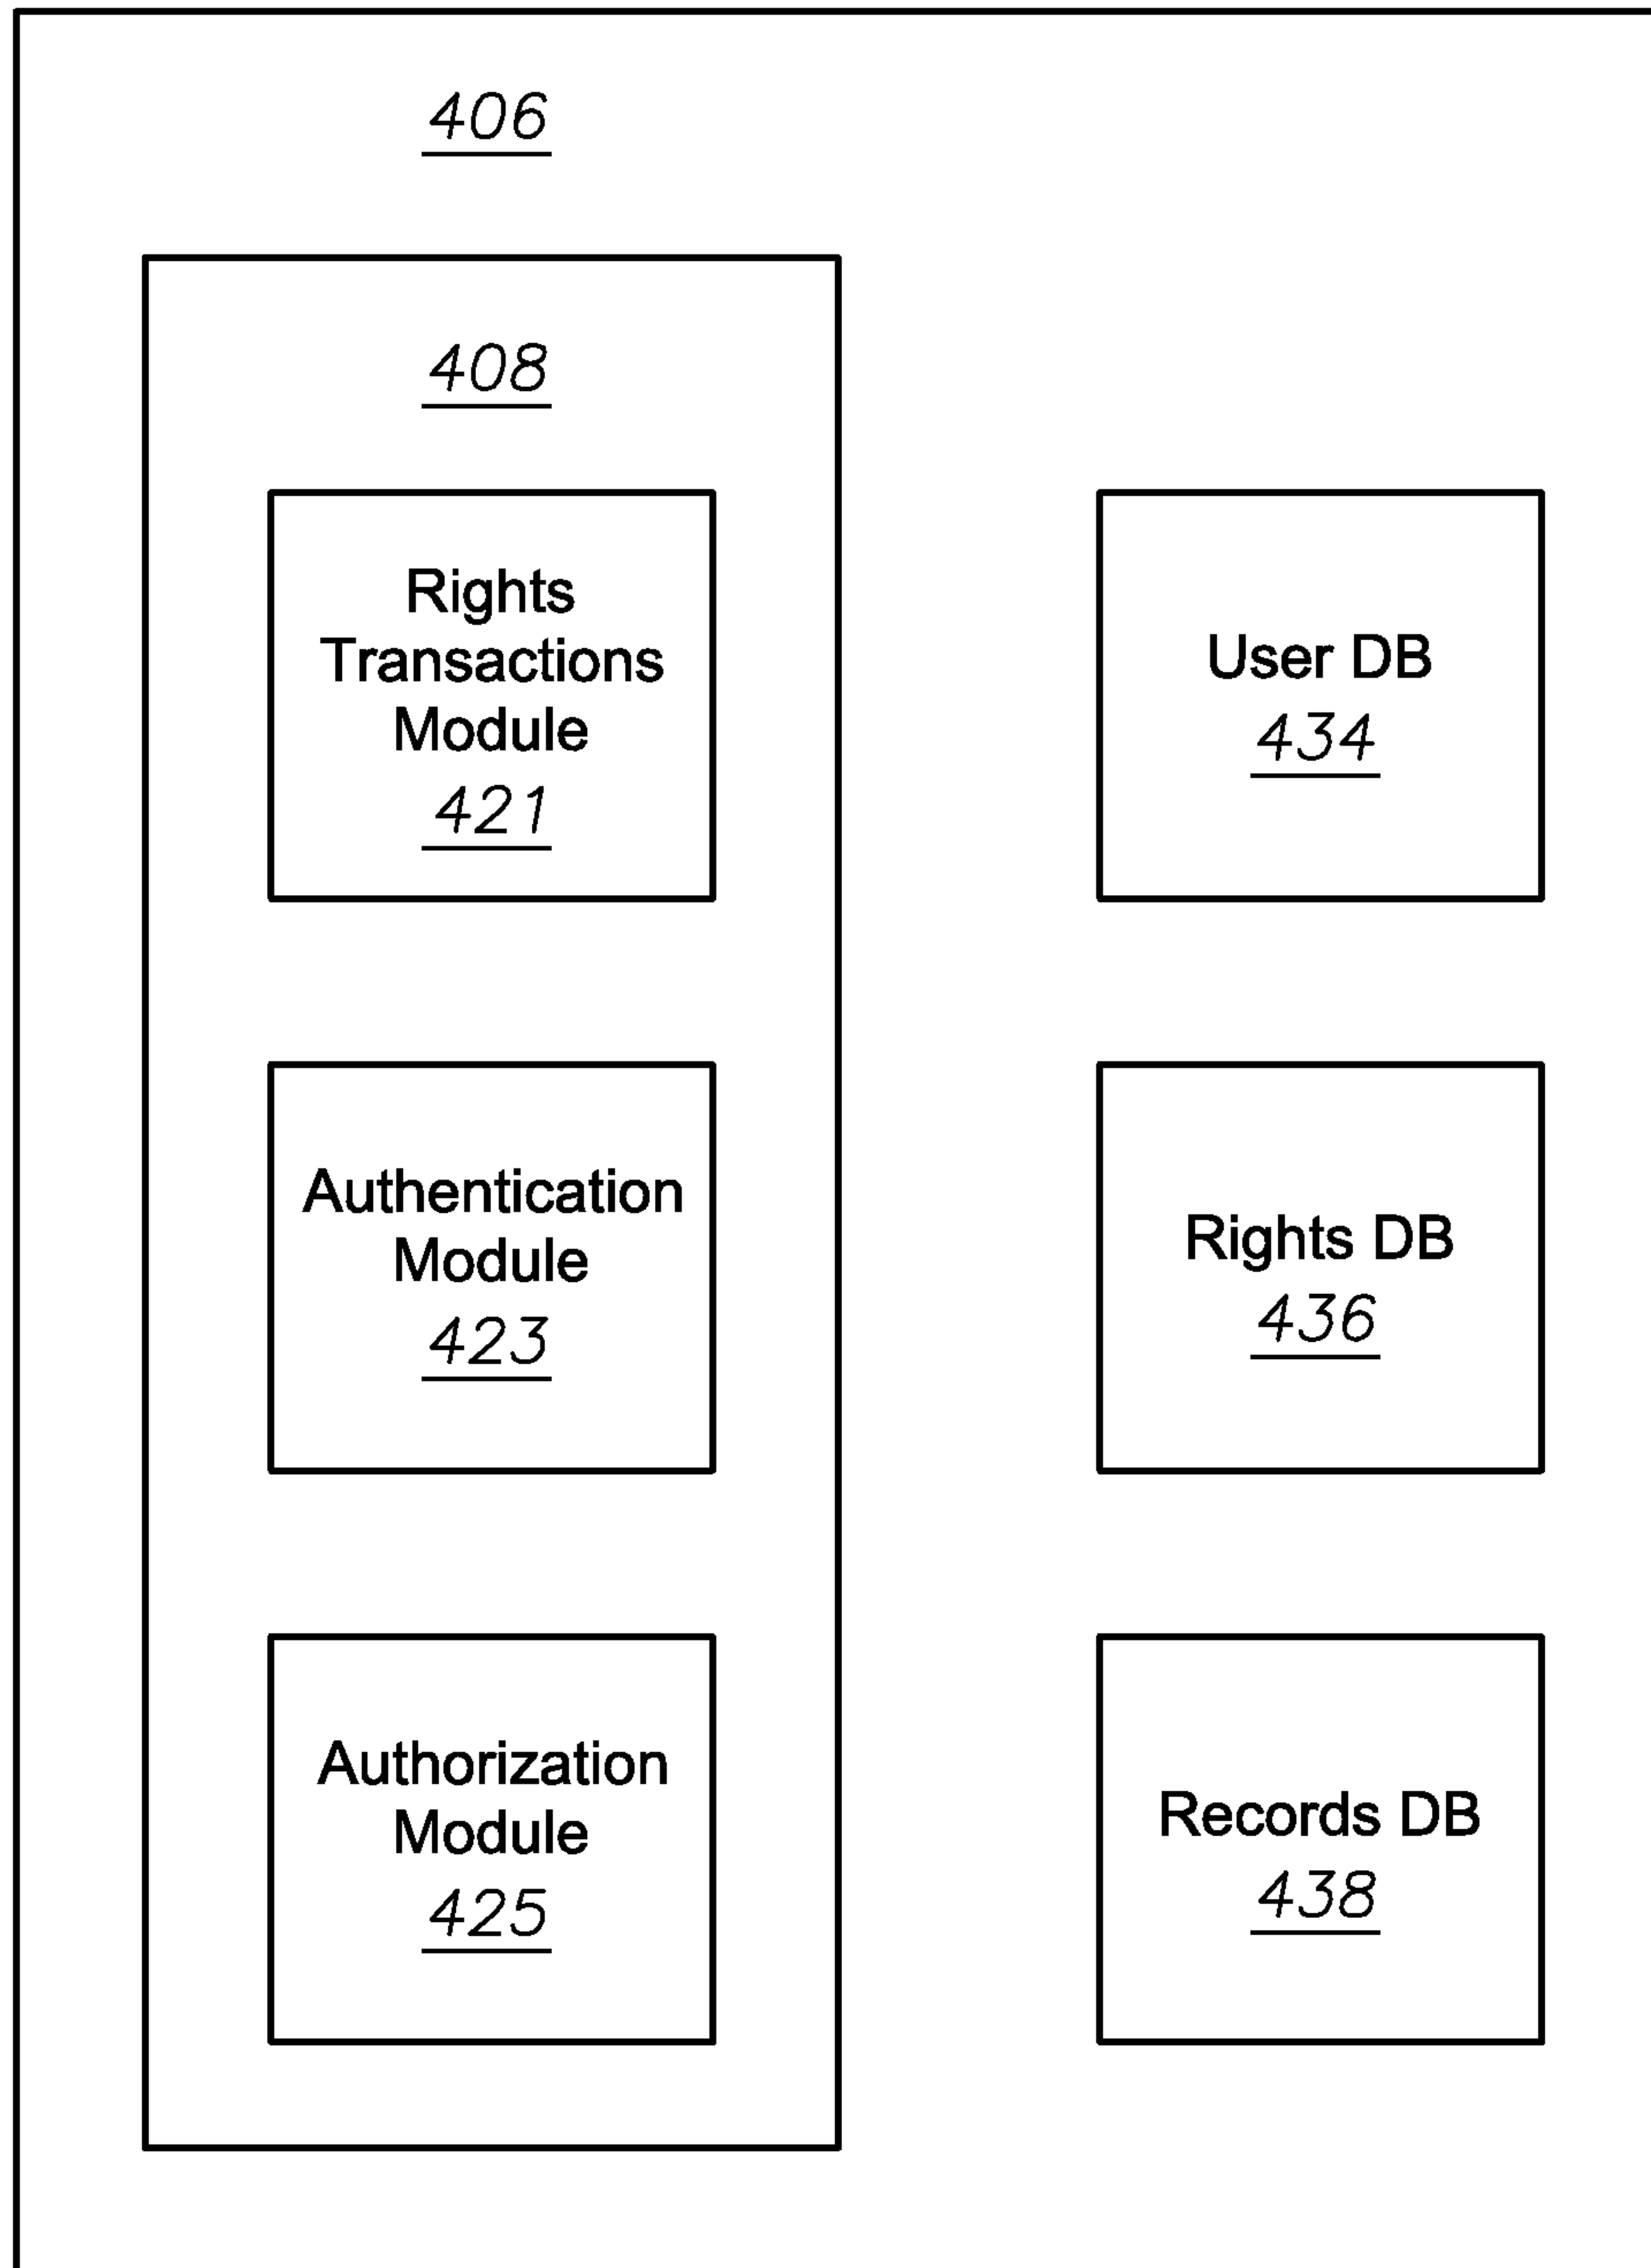 406
408
Rights
Transactions
Module
421
Authentication
Module
423
Authorization
Module
425
User DB
434
Rights DB
436
Records DB
438